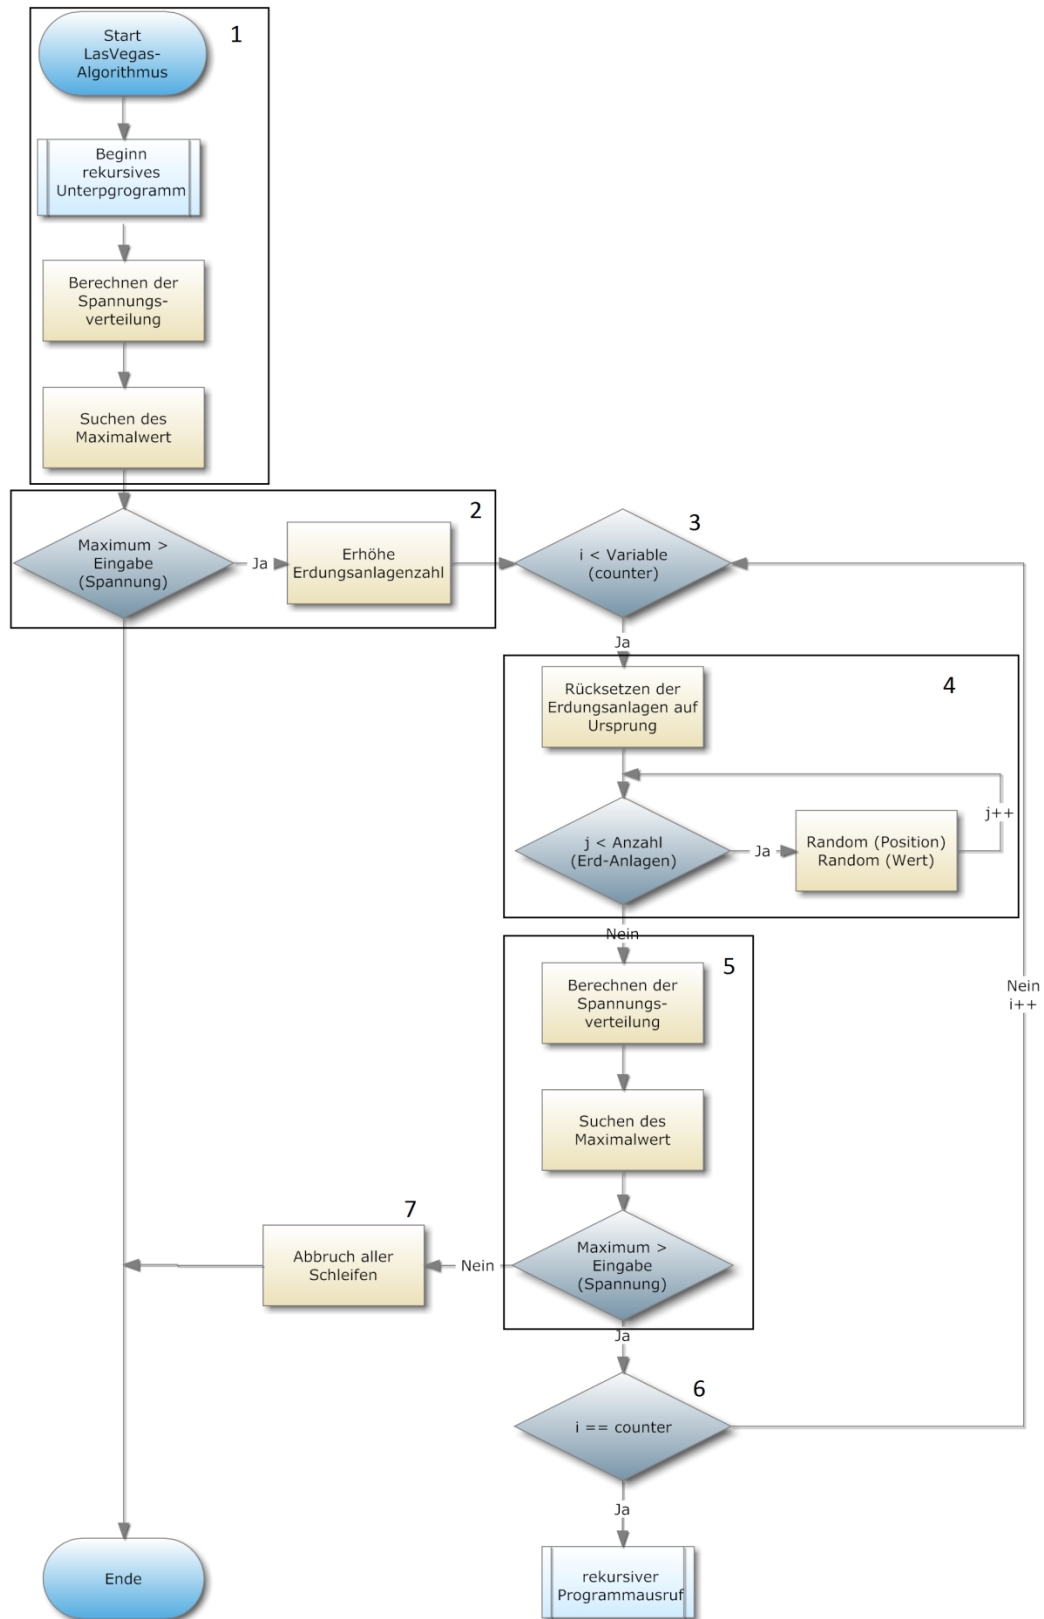 Start
LasVegas-
Algorithmus
1
Beginn
rekursives
Unterpgrogramm
Berechnen der
Spannungs-
verteilung
Suchen des
Maximalwert
2
Maximum >
Eingabe
(Spannung)
Ja
Erhöhe
Erdungsanlagenzahl
3
i < Variable
(counter)
Ja
4
Rücksetzen der
Erdungsanlagen auf
Ursprung
j++
j < Anzahl
(Erd-Anlagen)
Ja
Random (Position)
Random (Wert)
Nein
5
Berechnen der
Spannungs-
verteilung
Nein
i++
Suchen des
Maximalwert
7
Abbruch aller
Schleifen
Nein
Maximum >
Eingabe
(Spannung)
Ja
6
i == counter
Ja
Ende
rekursiver
Programmausruf